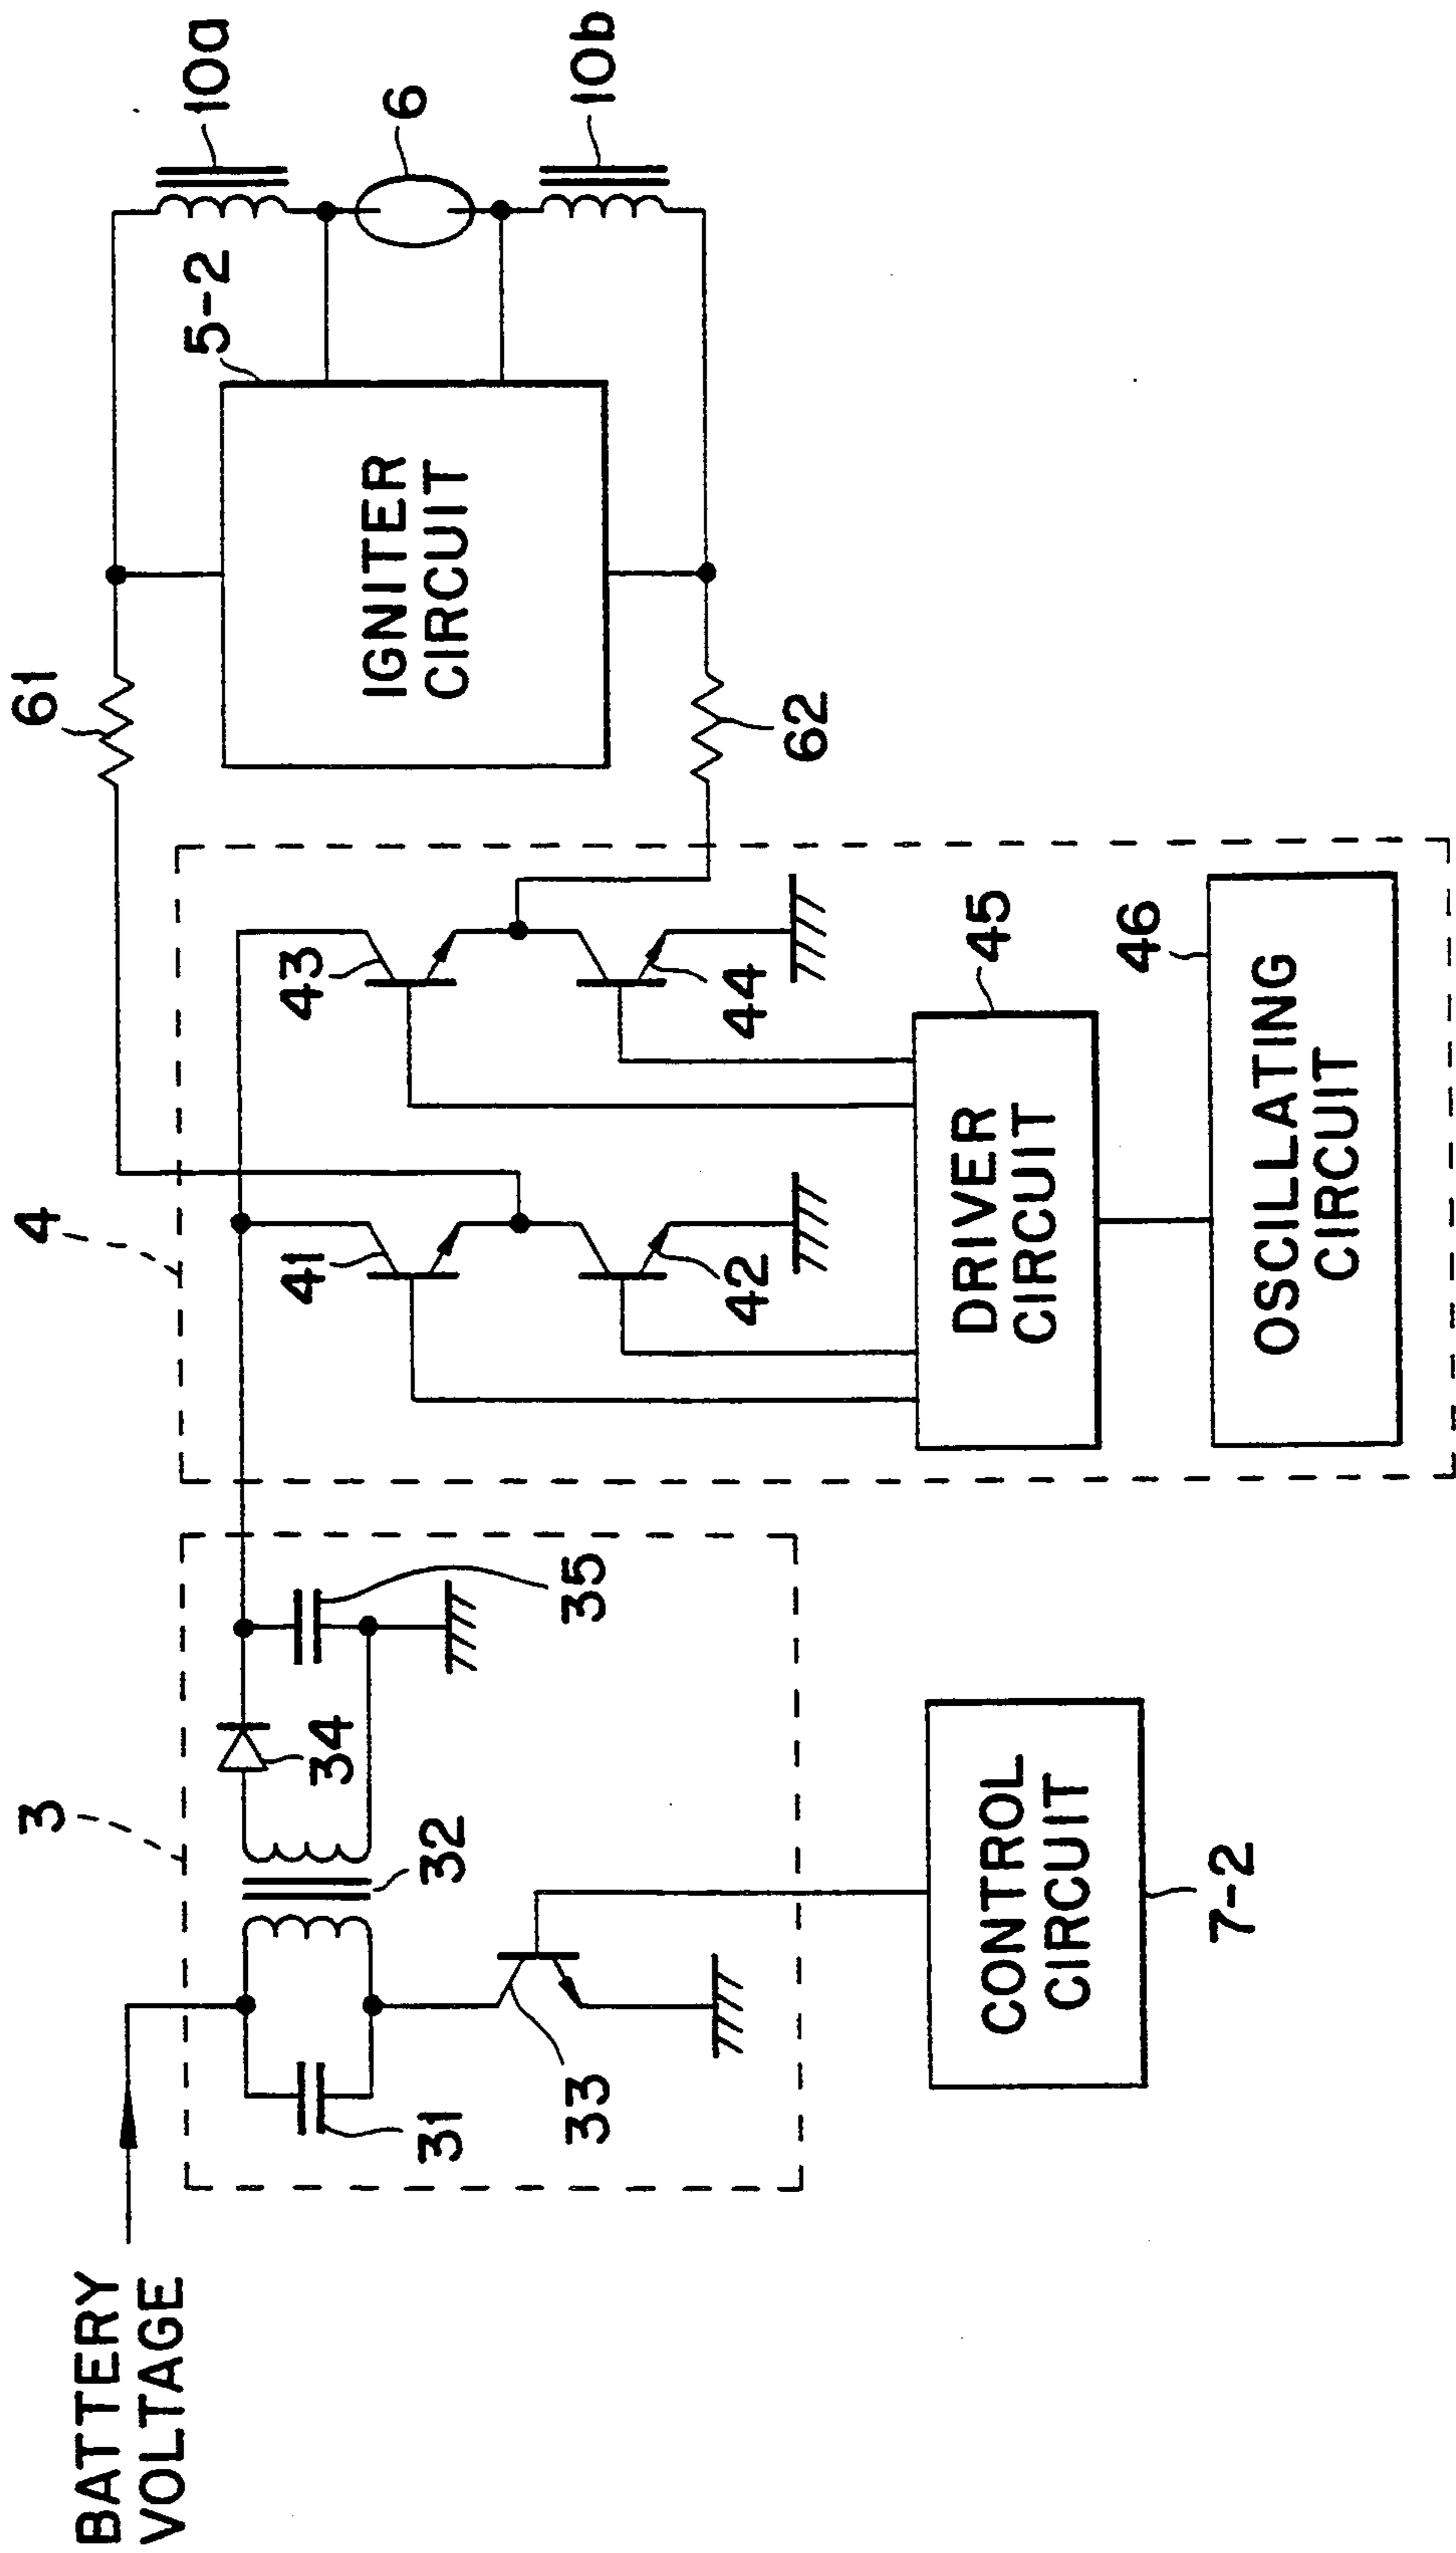 BATTERY
VOLTAGE
3
31
32
33
34
35
CONTROL
CIRCUIT
7-2
4
41
42
43
44
DRIVER
CIRCUIT
45
OSCILLATING
CIRCUIT
46
61
62
IGNITER
CIRCUIT
5-2
10a
6
10b